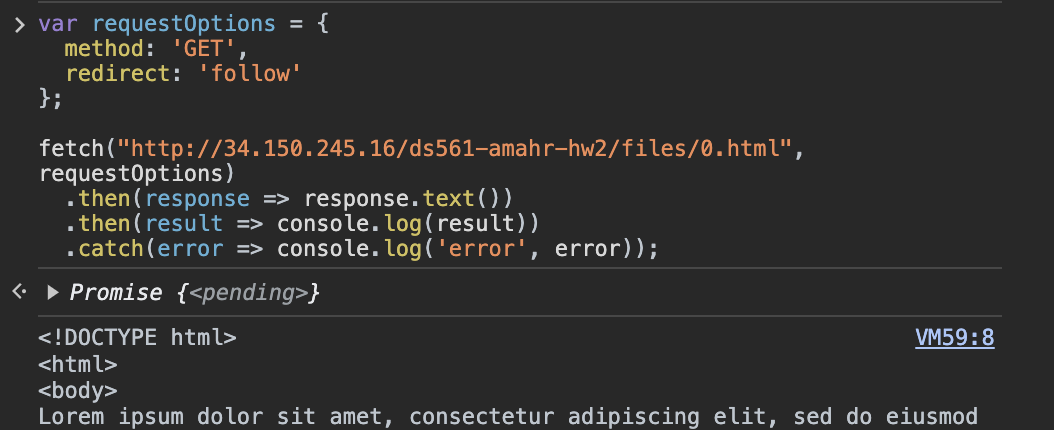 var requestOptions = {
  method: 'GET',
  redirect: 'follow'
};

fetch("http://34.150.245.16/ds561-amahr-hw2/files/0.html",
requestOptions)
  .then(response => response.text())
  .then(result => console.log(result))
  .catch(error => console.log('error', error));
Promise {<pending>}
<!DOCTYPE html> VM59:8
<html>
<body>
Lorem ipsum dolor sit amet, consectetur adipiscing elit, sed do eiusmod